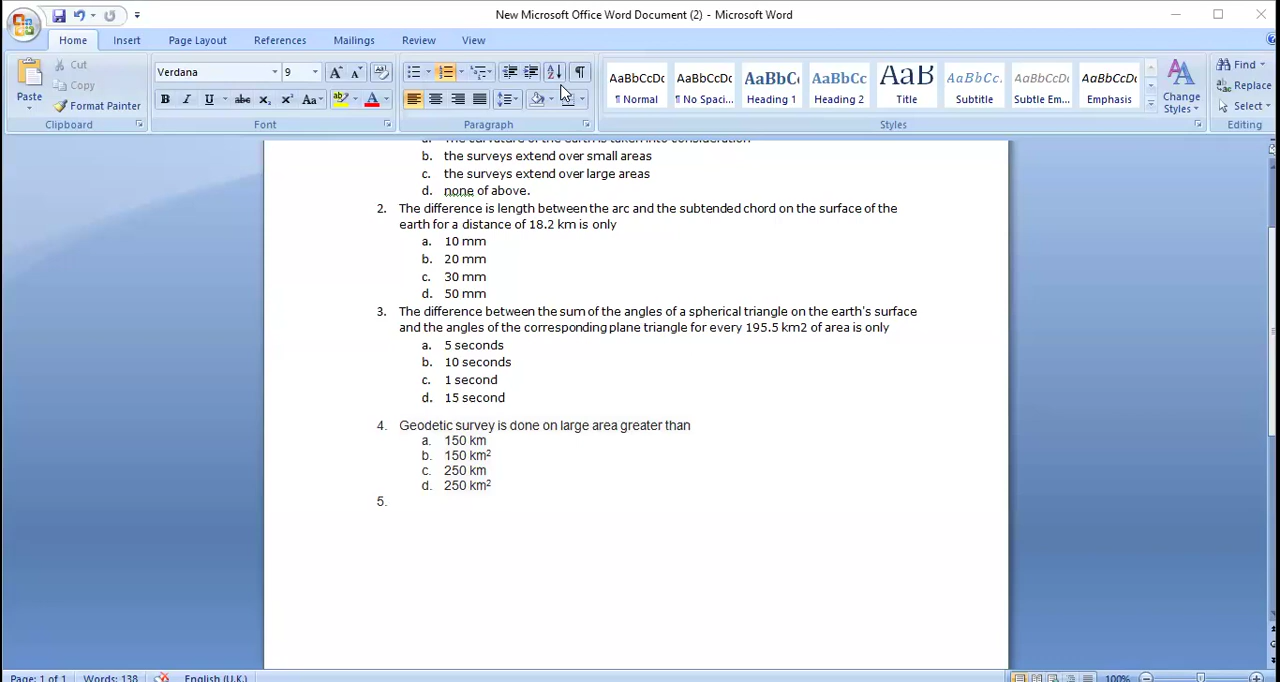 New Microsoft Office Word Document (2) - Microsoft Word
Home Insert Page Layout References Mailings Review View
Paste Cut Copy Format Painter Clipboard
Verdana 9
B I U abc X₂ X² Aa A Font
Paragraph
AaBbCcDc ¶ Normal
AaBbCcDc ¶ No Spaci...
AaBbCc Heading 1
AaBbCc Heading 2
AaB Title
AaBbCc. Subtitle
AaBbCcDc Subtle Em...
AaBbCcDc Emphasis
Change Styles
Styles
Find
Replace
Select
Editing
b. the surveys extend over small areas
c. the surveys extend over large areas
d. none of above.
2. The difference is length between the arc and the subtended chord on the surface of the
earth for a distance of 18.2 km is only
a. 10 mm
b. 20 mm
c. 30 mm
d. 50 mm
3. The difference between the sum of the angles of a spherical triangle on the earth's surface
and the angles of the corresponding plane triangle for every 195.5 km2 of area is only
a. 5 seconds
b. 10 seconds
c. 1 second
d. 15 second
4. Geodetic survey is done on large area greater than
a. 150 km
b. 150 km²
c. 250 km
d. 250 km²
5.
Page: 1 of 1 Words: 138 English (U.K.) 100%